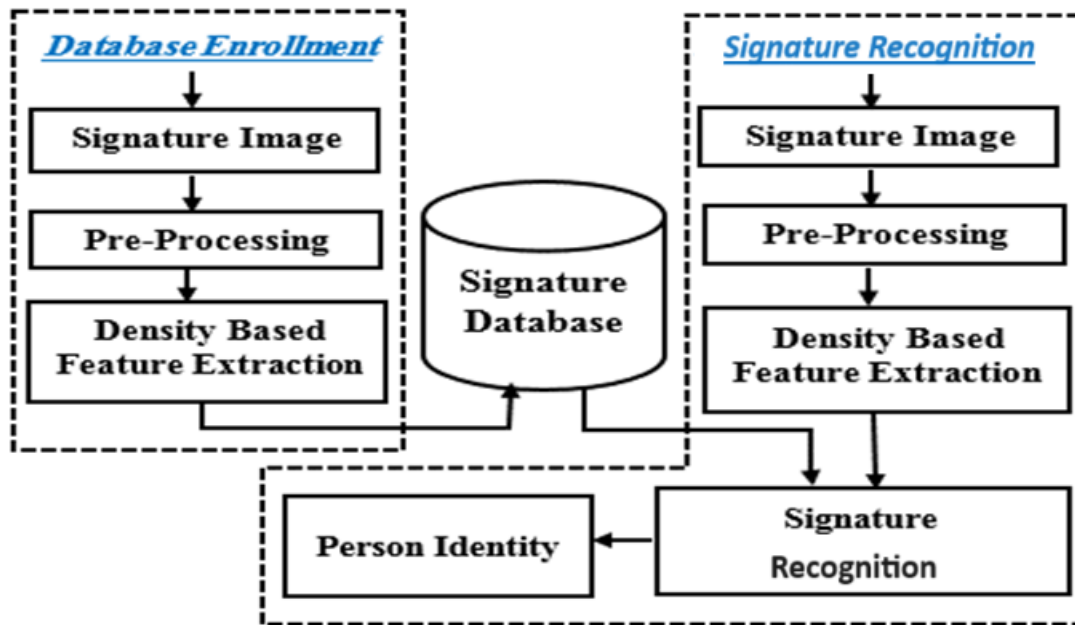 Database Enrollment
Signature Image
Pre-Processing
Density Based
Feature Extraction
Signature
Database
Signature Recognition
Signature Image
Pre-Processing
Density Based
Feature Extraction
Signature
Recognition
Person Identity